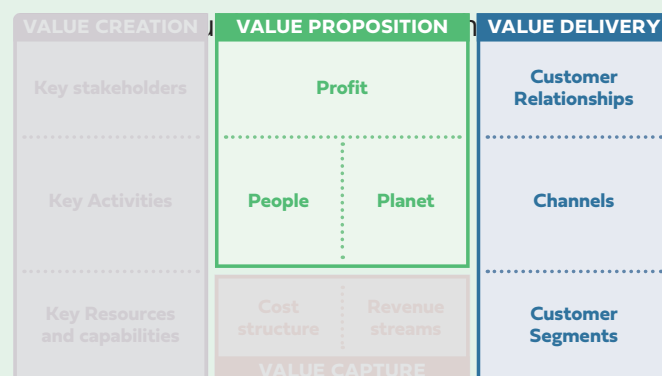 VALUE CREATION
Key stakeholders
Key Activities
Key Resources
and capabilities
VALUE PROPOSITION
Profit
People
Planet
Cost
structure
Revenue
streams
VALUE CAPTURE
VALUE DELIVERY
Customer
Relationships
Channels
Customer
Segments